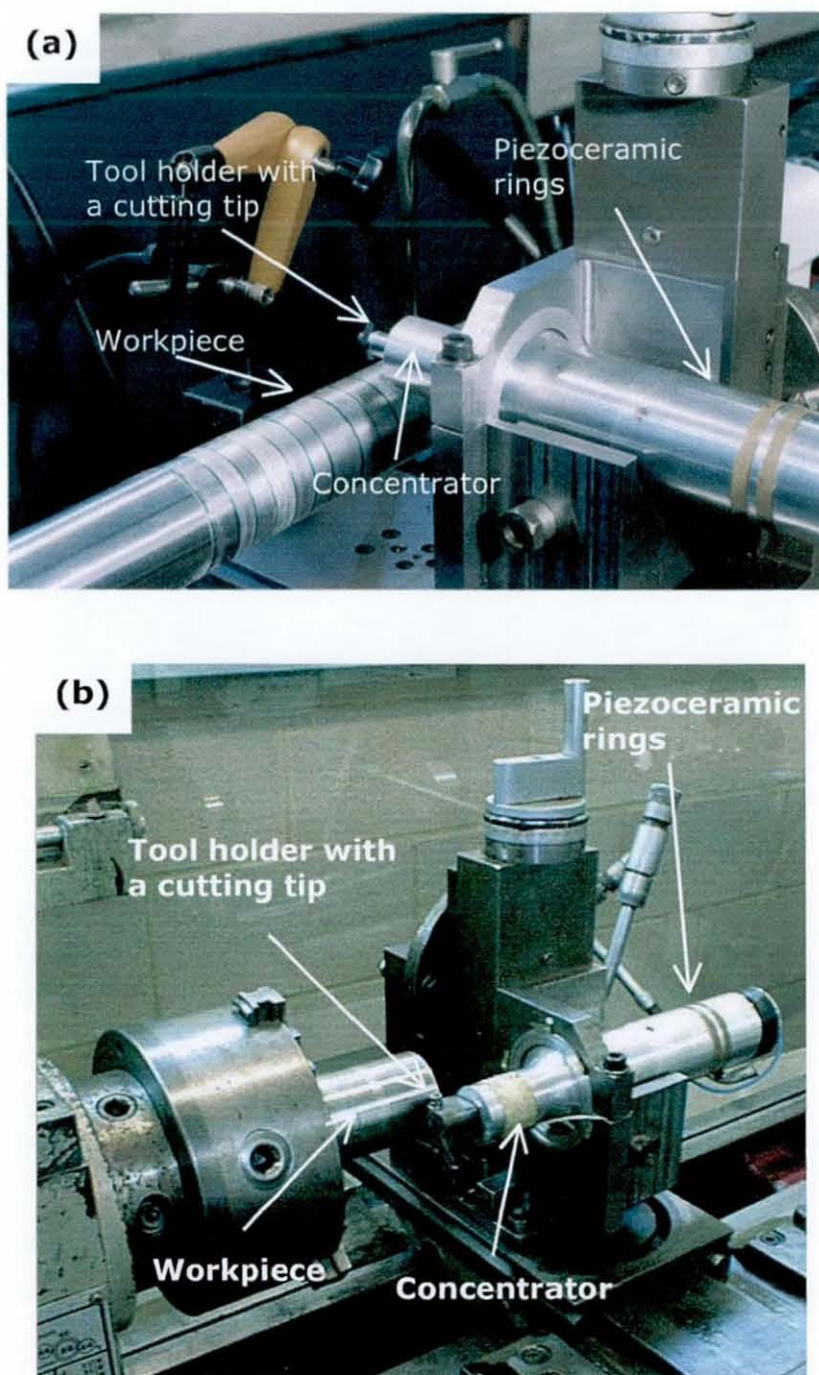 (a)
Tool holder with
a cutting tip
Piezoceramic
rings
Workpiece
Concentrator
(b)
Piezoceramic
rings
Tool holder with
a cutting tip
Workpiece
Concentrator